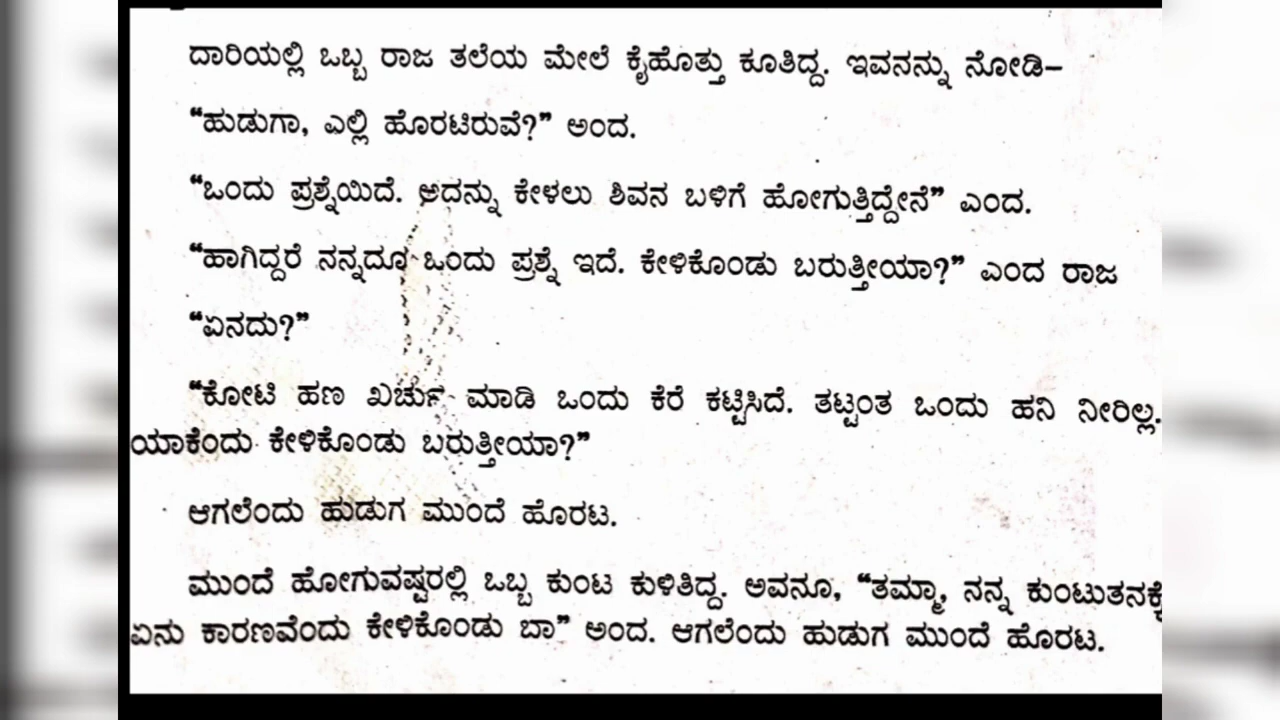 ದಾರಿಯಲ್ಲಿ ಒಬ್ಬ ರಾಜ ತಲೆಯ ಮೇಲೆ ಕೈಹೊತ್ತು ಕೂತಿದ್ದ. ಇವನನ್ನು ನೋಡಿ–
“ಹುಡುಗಾ, ಎಲ್ಲಿ ಹೊರಟಿರುವೆ?” ಅಂದ.
“ಒಂದು ಪ್ರಶ್ನೆಯಿದೆ. ಅದನ್ನು ಕೇಳಲು ಶಿವನ ಬಳಿಗೆ ಹೋಗುತ್ತಿದ್ದೇನೆ” ಎಂದ.
“ಹಾಗಿದ್ದರೆ ನನ್ನದೂ ಒಂದು ಪ್ರಶ್ನೆ ಇದೆ. ಕೇಳಿಕೊಂಡು ಬರುತ್ತೀಯಾ?” ಎಂದ ರಾಜ
“ಏನದು?”
“ಕೋಟಿ ಹಣ ಖರ್ಚು ಮಾಡಿ ಒಂದು ಕೆರೆ ಕಟ್ಟಿಸಿದೆ. ತಟ್ಟಂತ ಒಂದು ಹನಿ ನೀರಿಲ್ಲ.
ಯಾಕೆಂದು ಕೇಳಿಕೊಂಡು ಬರುತ್ತೀಯಾ?”
ಆಗಲೆಂದು ಹುಡುಗ ಮುಂದೆ ಹೊರಟ.
ಮುಂದೆ ಹೋಗುವಷ್ಟರಲ್ಲಿ ಒಬ್ಬ ಕುಂಟ ಕುಳಿತಿದ್ದ. ಅವನೂ, “ತಮ್ಮಾ, ನನ್ನ ಕುಂಟುತನಕ್ಕೆ
ಏನು ಕಾರಣವೆಂದು ಕೇಳಿಕೊಂಡು ಬಾ” ಅಂದ. ಆಗಲೆಂದು ಹುಡುಗ ಮುಂದೆ ಹೊರಟ.